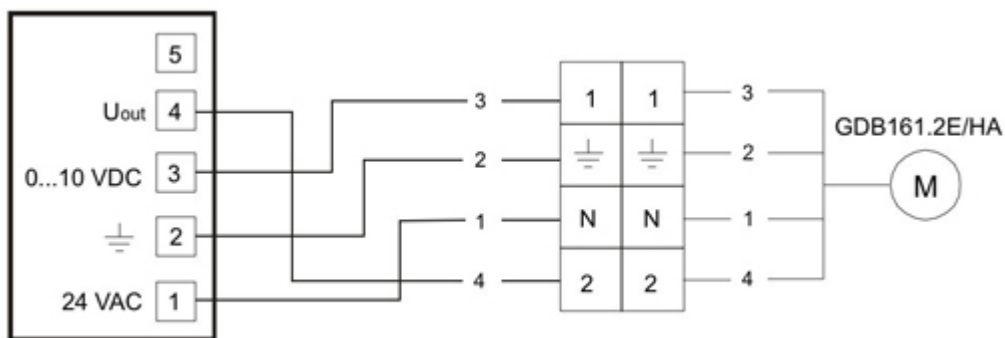 5
Uout 4
0...10 VDC 3
2
24 VAC 1
3 1 1 3
2 2
1 N N 1
4 2 2 4
GDB161.2E/HA
M